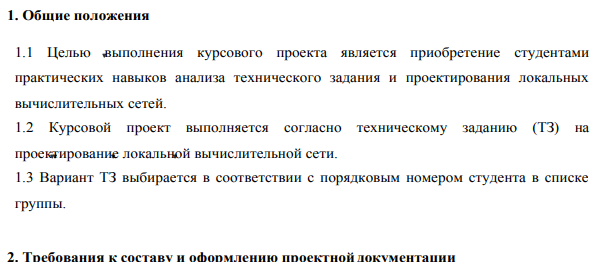 1. Общие положения
1.1 Целью выполнения курсового проекта является приобретение студентами
практических навыков анализа технического задания и проектирования локальных
вычислительных сетей.
1.2 Курсовой проект выполняется согласно техническому заданию (ТЗ) на
проектирование локальной вычислительной сети.
1.3 Вариант ТЗ выбирается в соответствии с порядковым номером студента в списке
группы.
2. Требования к составу и оформлению проектной документации